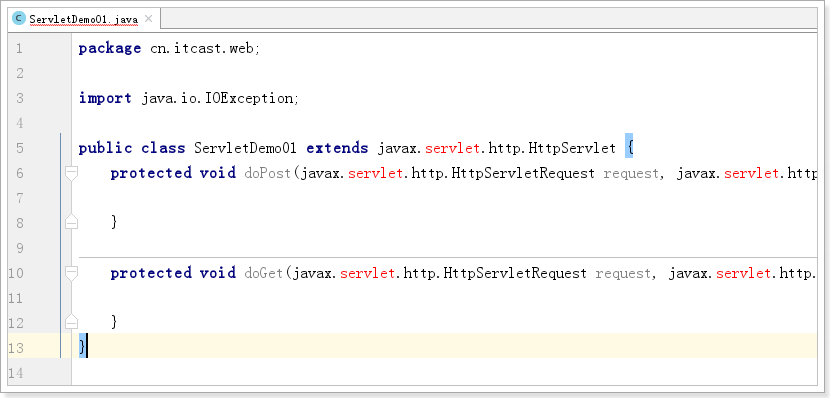 ServletDemo01.java
1 package cn.itcast.web;
2
3 import java.io.IOException;
4
5 public class ServletDemo01 extends javax.servlet.http.HttpServlet {
6 protected void doPost(javax.servlet.http.HttpServletRequest request, javax.servlet.http
7
8 }
9
10 protected void doGet(javax.servlet.http.HttpServletRequest request, javax.servlet.http.
11
12 }
13 }
14